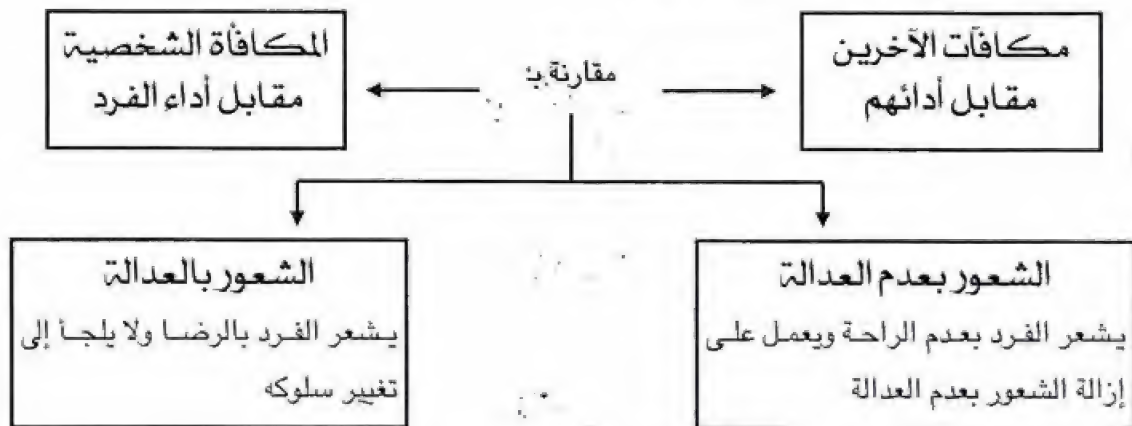 مكافآت الآخرين
مقابل أدائهم
مقارنة بـ:
المكافأة الشخصية
مقابل أداء الفرد
الشعور بعدم العدالة
يشعر الفرد بعدم الراحة ويعمل على
إزالة الشعور بعدم العدالة
الشعور بالعدالة
يشعر الفرد بالرضا ولا يلجأ إلى
تغيير سلوكه